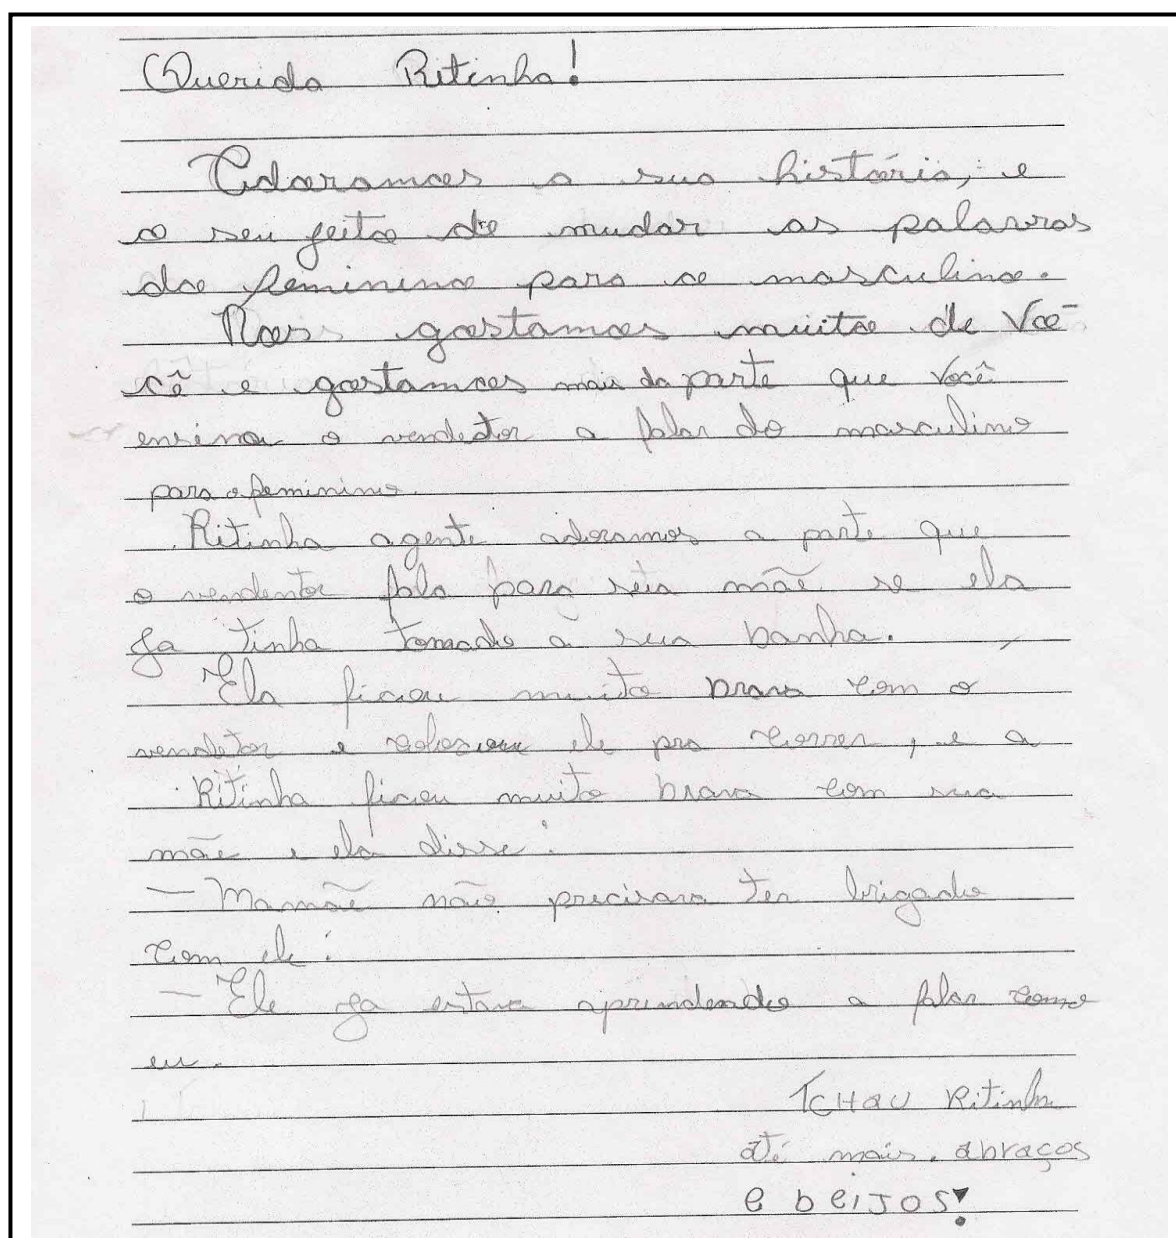 Querida Ritinha!
Adoramos a sua história, e
o seu jeito de mudar as palavras
do feminino para o masculino.
Nos gostamos muito de Vo-
cê e gostamos mais da parte que você
ensina o vendedor a falar do masculino
para o feminino.
Ritinha agente adoramos a parte que
o vendentor fala para sua mãe se ela
ja tinha tomado a sua banha.
Ela ficou muito brava com o
vendetor e colocou ele pra correr, e a
Ritinha ficou muito brava com sua
mãe e ela disse:
— Mamãe não precisava ter brigado
com ele:
— Ele ja estava aprendendo a falar como
eu.
TCHaU Ritinha
até mais. abraços
e beijos!